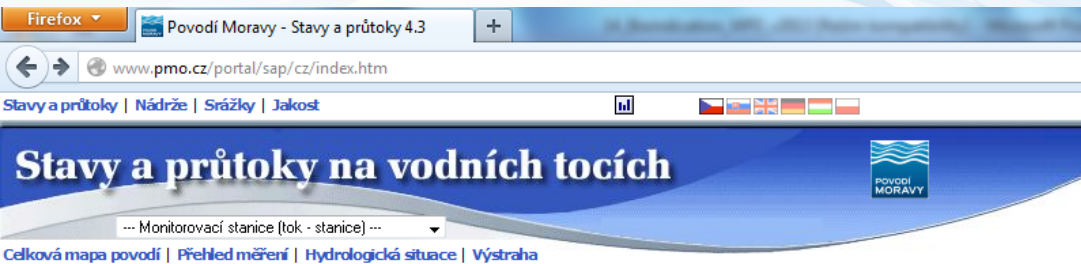 Firefox
Povodí Moravy - Stavy a průtoky 4.3
www.pmo.cz/portal/sap/cz/index.htm
Stavy a průtoky | Nádrže | Srážky | Jakost
Stavy a průtoky na vodních tocích
POVODÍ
MORAVY
--- Monitorovací stanice (tok - stanice) ---
Celková mapa povodí | Přehled měření | Hydrologická situace | Výstraha